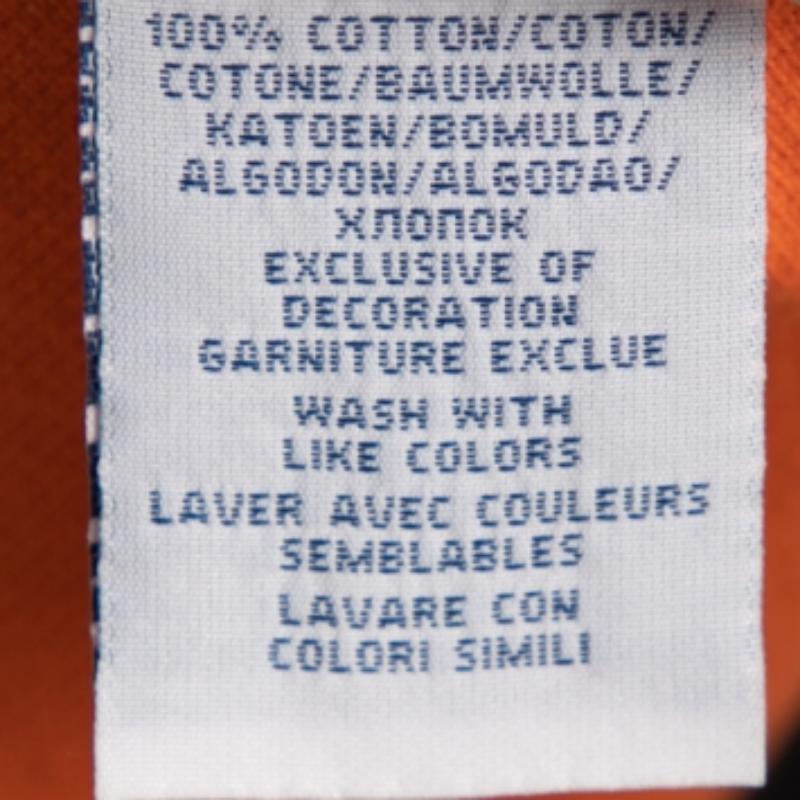 100% COTTON/COTON/
COTONE/BAUMWOLLE/
KATOEN/BOMULD/
ALGODON/ALGODAO/
ХЛОПОК
EXCLUSIVE OF
DECORATION
GARNITURE EXCLUE
WASH WITH
LIKE COLORS
LAVER AVEC COULEURS
SEMBLABLES
LAVARE CON
COLORI SIMILI